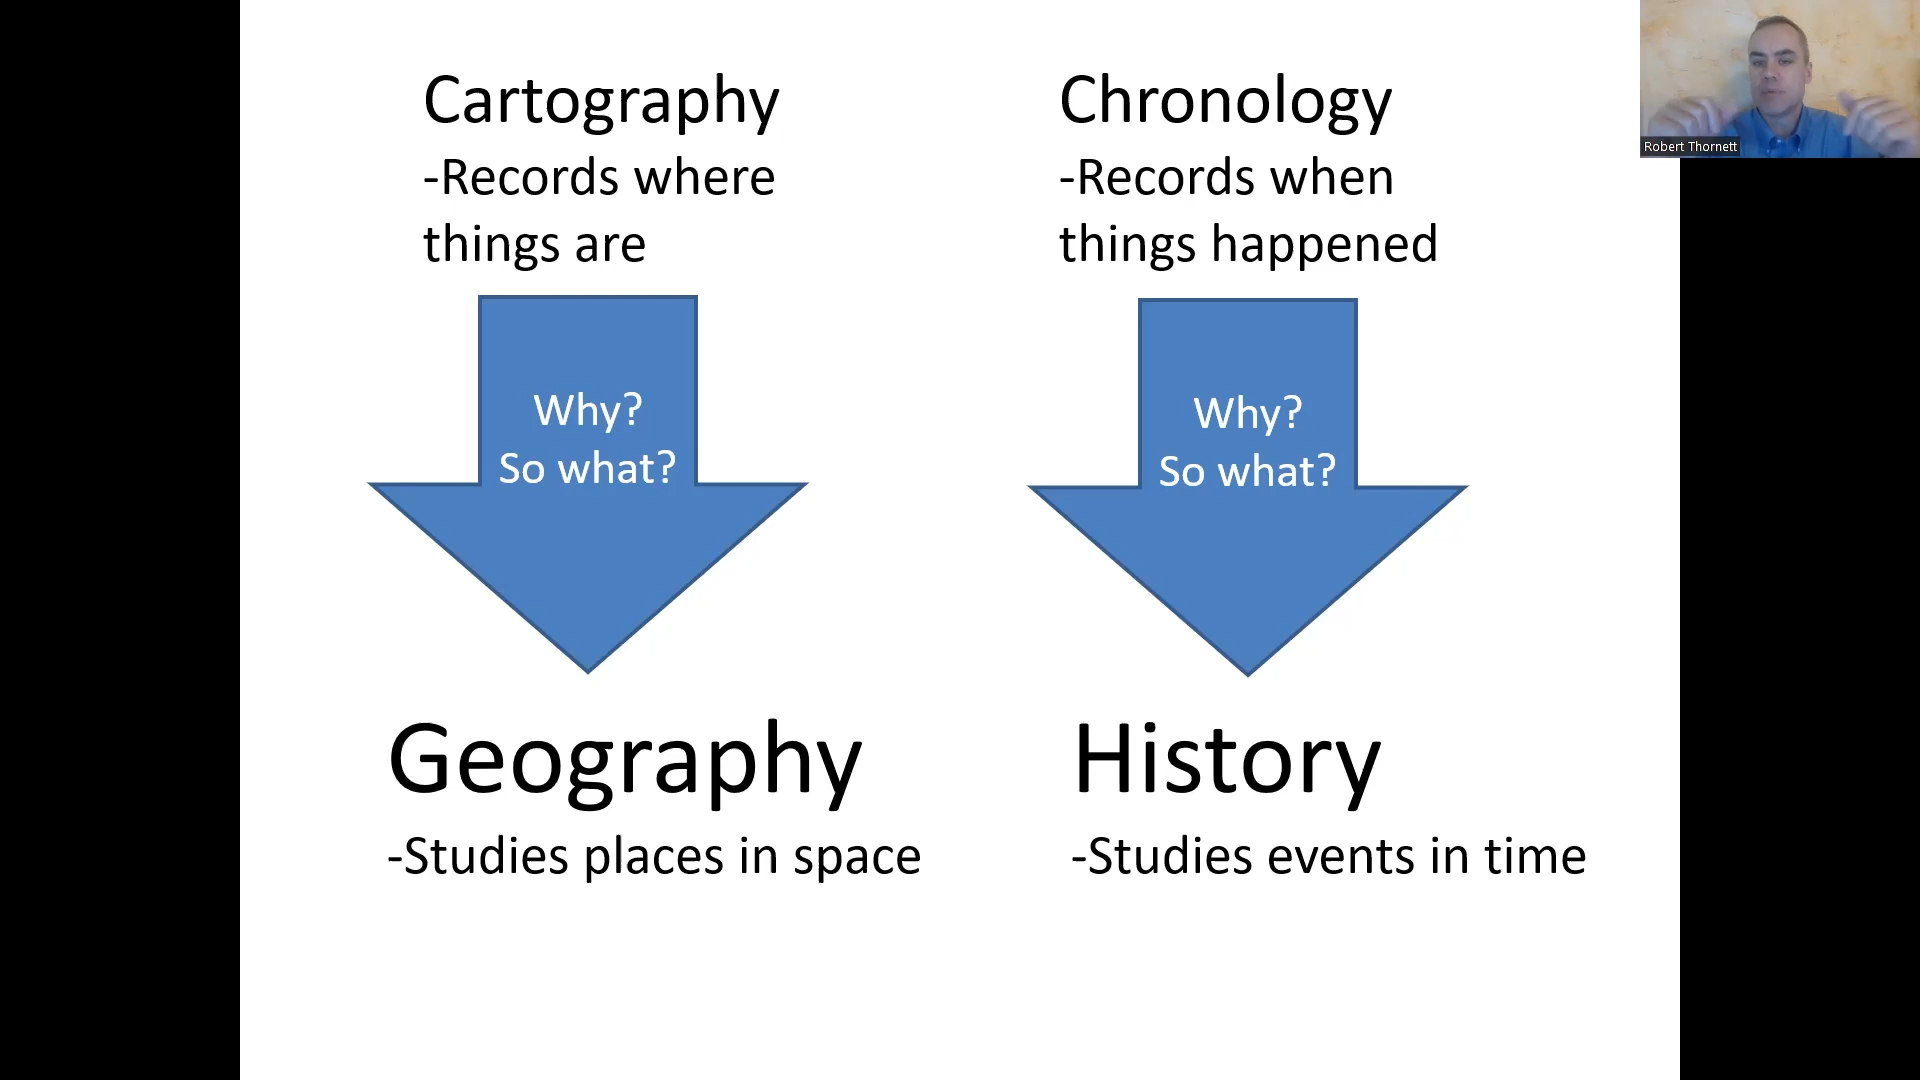 Cartography
-Records where
things are
Why?
So what?
Geography
-Studies places in space
Chronology
-Records when
things happened
Why?
So what?
History
-Studies events in time
Robert Thornett